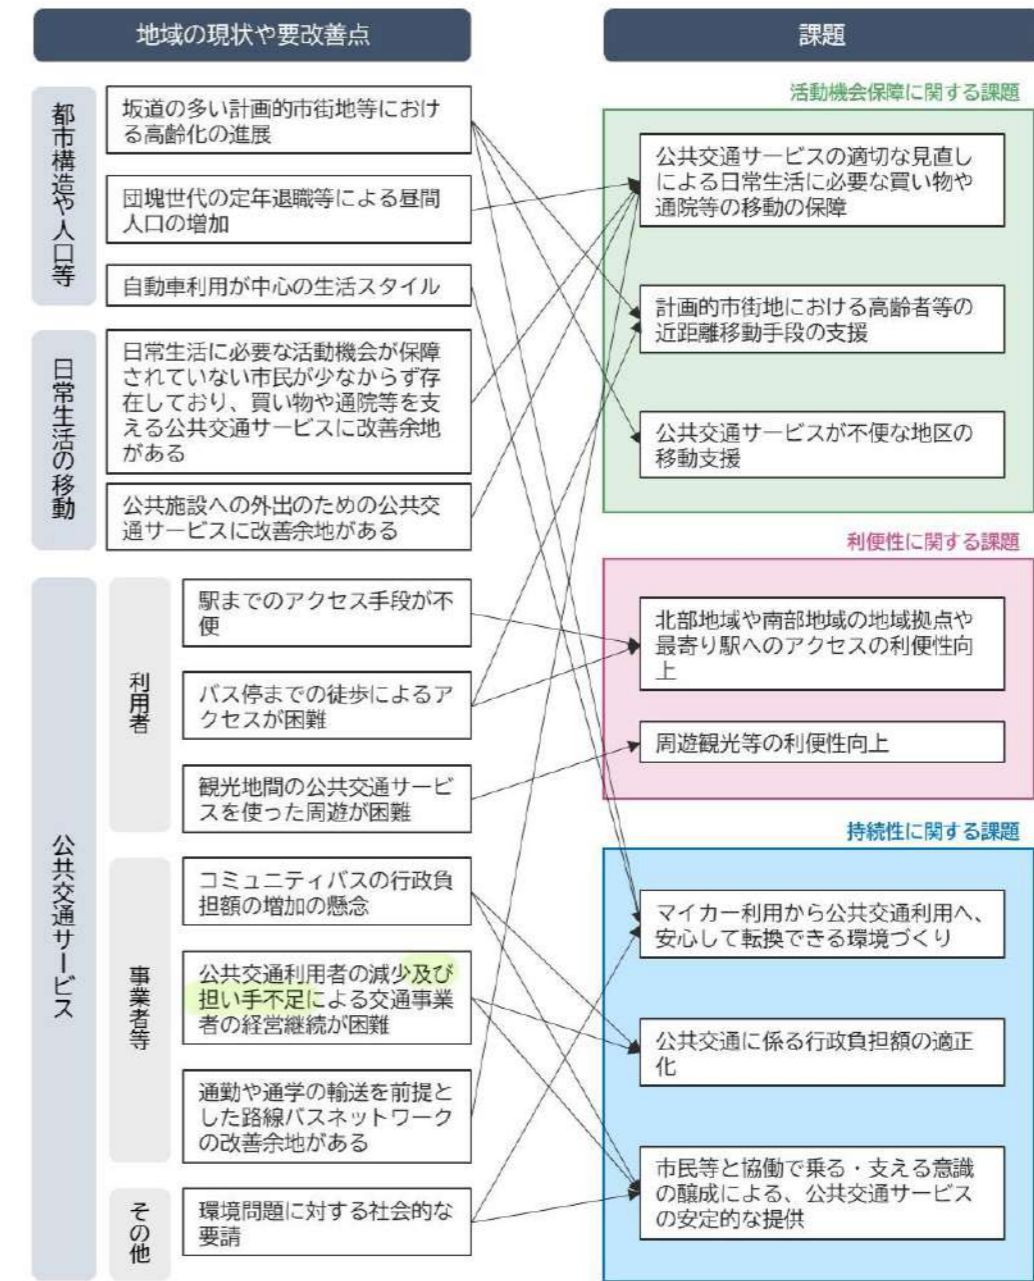 地域の現状や要改善点
課題
都市構造や人口等
坂道の多い計画的市街地等におけ
る高齢化の進展
団塊世代の定年退職等による昼間
人口の増加
自動車利用が中心の生活スタイル
日常生活の移動
日常生活に必要な活動機会が保障
されていない市民が少なからず存
在しており、買い物や通院等を支
える公共交通サービスに改善余地
がある
公共施設への外出のための公共交
通サービスに改善余地がある
公共交通サービス
利用者
駅までのアクセス手段が不
便
バス停までの徒歩によるア
クセスが困難
観光地間の公共交通サービ
スを使った周遊が困難
事業者等
コミュニティバスの行政負
担額の増加の懸念
公共交通利用者の減少及び
担い手不足による交通事業
者の経営継続が困難
通勤や通学の輸送を前提と
した路線バスネットワーク
の改善余地がある
その他
環境問題に対する社会的な
要請
活動機会保障に関する課題
公共交通サービスの適切な見直し
による日常生活に必要な買い物や
通院等の移動の保障
計画的市街地における高齢者等の
近距離移動手段の支援
公共交通サービスが不便な地区の
移動支援
利便性に関する課題
北部地域や南部地域の地域拠点や
最寄り駅へのアクセスの利便性向
上
周遊観光等の利便性向上
持続性に関する課題
マイカー利用から公共交通利用へ、
安心して転換できる環境づくり
公共交通に係る行政負担額の適正
化
市民等と協働で乗る・支える意識
の醸成による、公共交通サービス
の安定的な提供